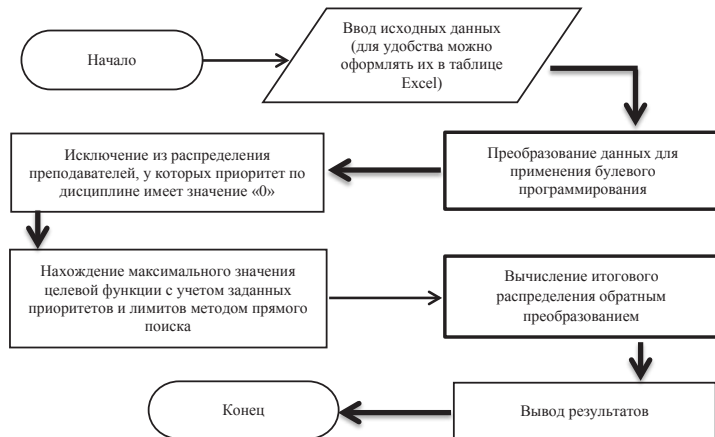 Начало
Ввод исходных данных
(для удобства можно
оформлять их в таблице
Excel)
Преобразование данных для
применения булевого
программирования
Исключение из распределения
преподавателей, у которых приоритет по
дисциплине имеет значение «0»
Нахождение максимального значения
целевой функции с учетом заданных
приоритетов и лимитов методом прямого
поиска
Вычисление итогового
распределения обратным
преобразованием
Вывод результатов
Конец